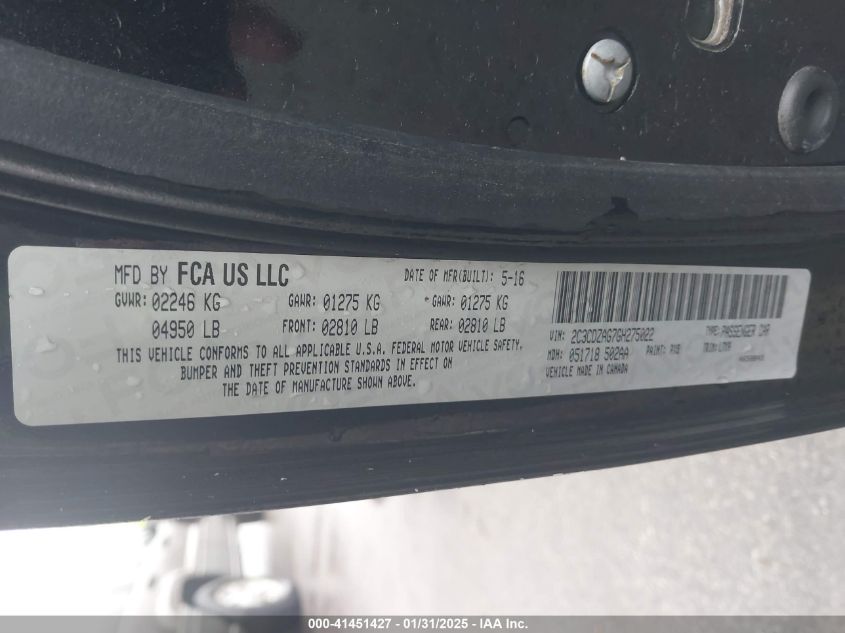 MFD BY FCA US LLC DATE OF MFR(BUILT): 5-16
GVWR: 02246 KG GAWR: 01275 KG * GAWR: 01275 KG
04950 LB FRONT: 02810 LB REAR: 02810 LB
THIS VEHICLE CONFORMS TO ALL APPLICABLE U.S.A. FEDERAL MOTOR VEHICLE SAFETY,
BUMPER AND THEFT PREVENTION STANDARDS IN EFFECT ON
THE DATE OF MANUFACTURE SHOWN ABOVE.
VIN: 2C3CDZAG7GH275022 TYPE: PASSENGER CAR
MDH: 051718 502AA PAINT: TRIM:
VEHICLE MADE IN CANADA
000-41451427 - 01/31/2025 - IAA Inc.